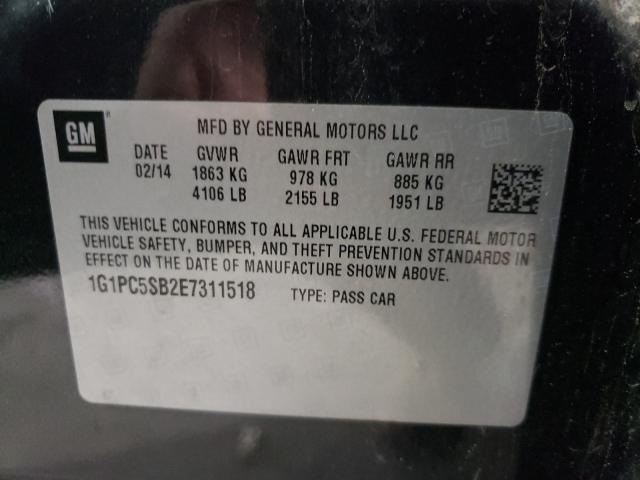 GM ®
MFD BY GENERAL MOTORS LLC
DATE GVWR GAWR FRT GAWR RR
02/14 1863 KG 978 KG 885 KG
4106 LB 2155 LB 1951 LB
THIS VEHICLE CONFORMS TO ALL APPLICABLE U.S. FEDERAL MOTOR
VEHICLE SAFETY, BUMPER, AND THEFT PREVENTION STANDARDS IN
EFFECT ON THE DATE OF MANUFACTURE SHOWN ABOVE.
1G1PC5SB2E7311518 TYPE: PASS CAR